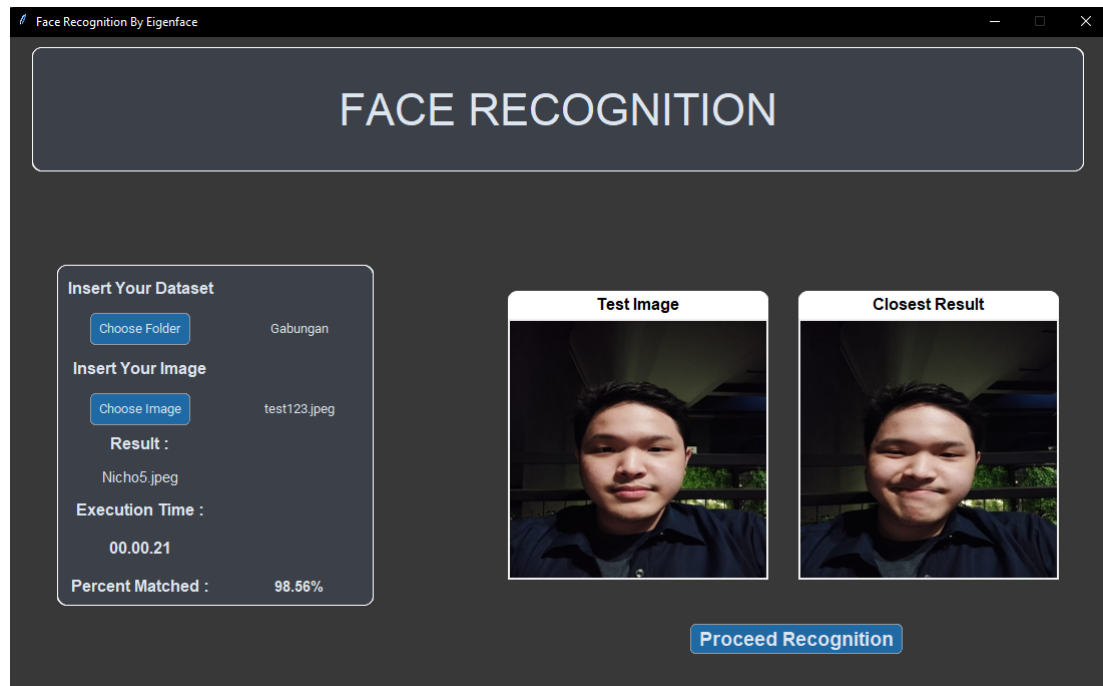 Face Recognition By Eigenface
FACE RECOGNITION
Insert Your Dataset
Choose Folder
Gabungan
Insert Your Image
Choose Image
test123.jpeg
Result :
Nicho5.jpeg
Execution Time :
00.00.21
Percent Matched :
98.56%
Test Image
Closest Result
Proceed Recognition